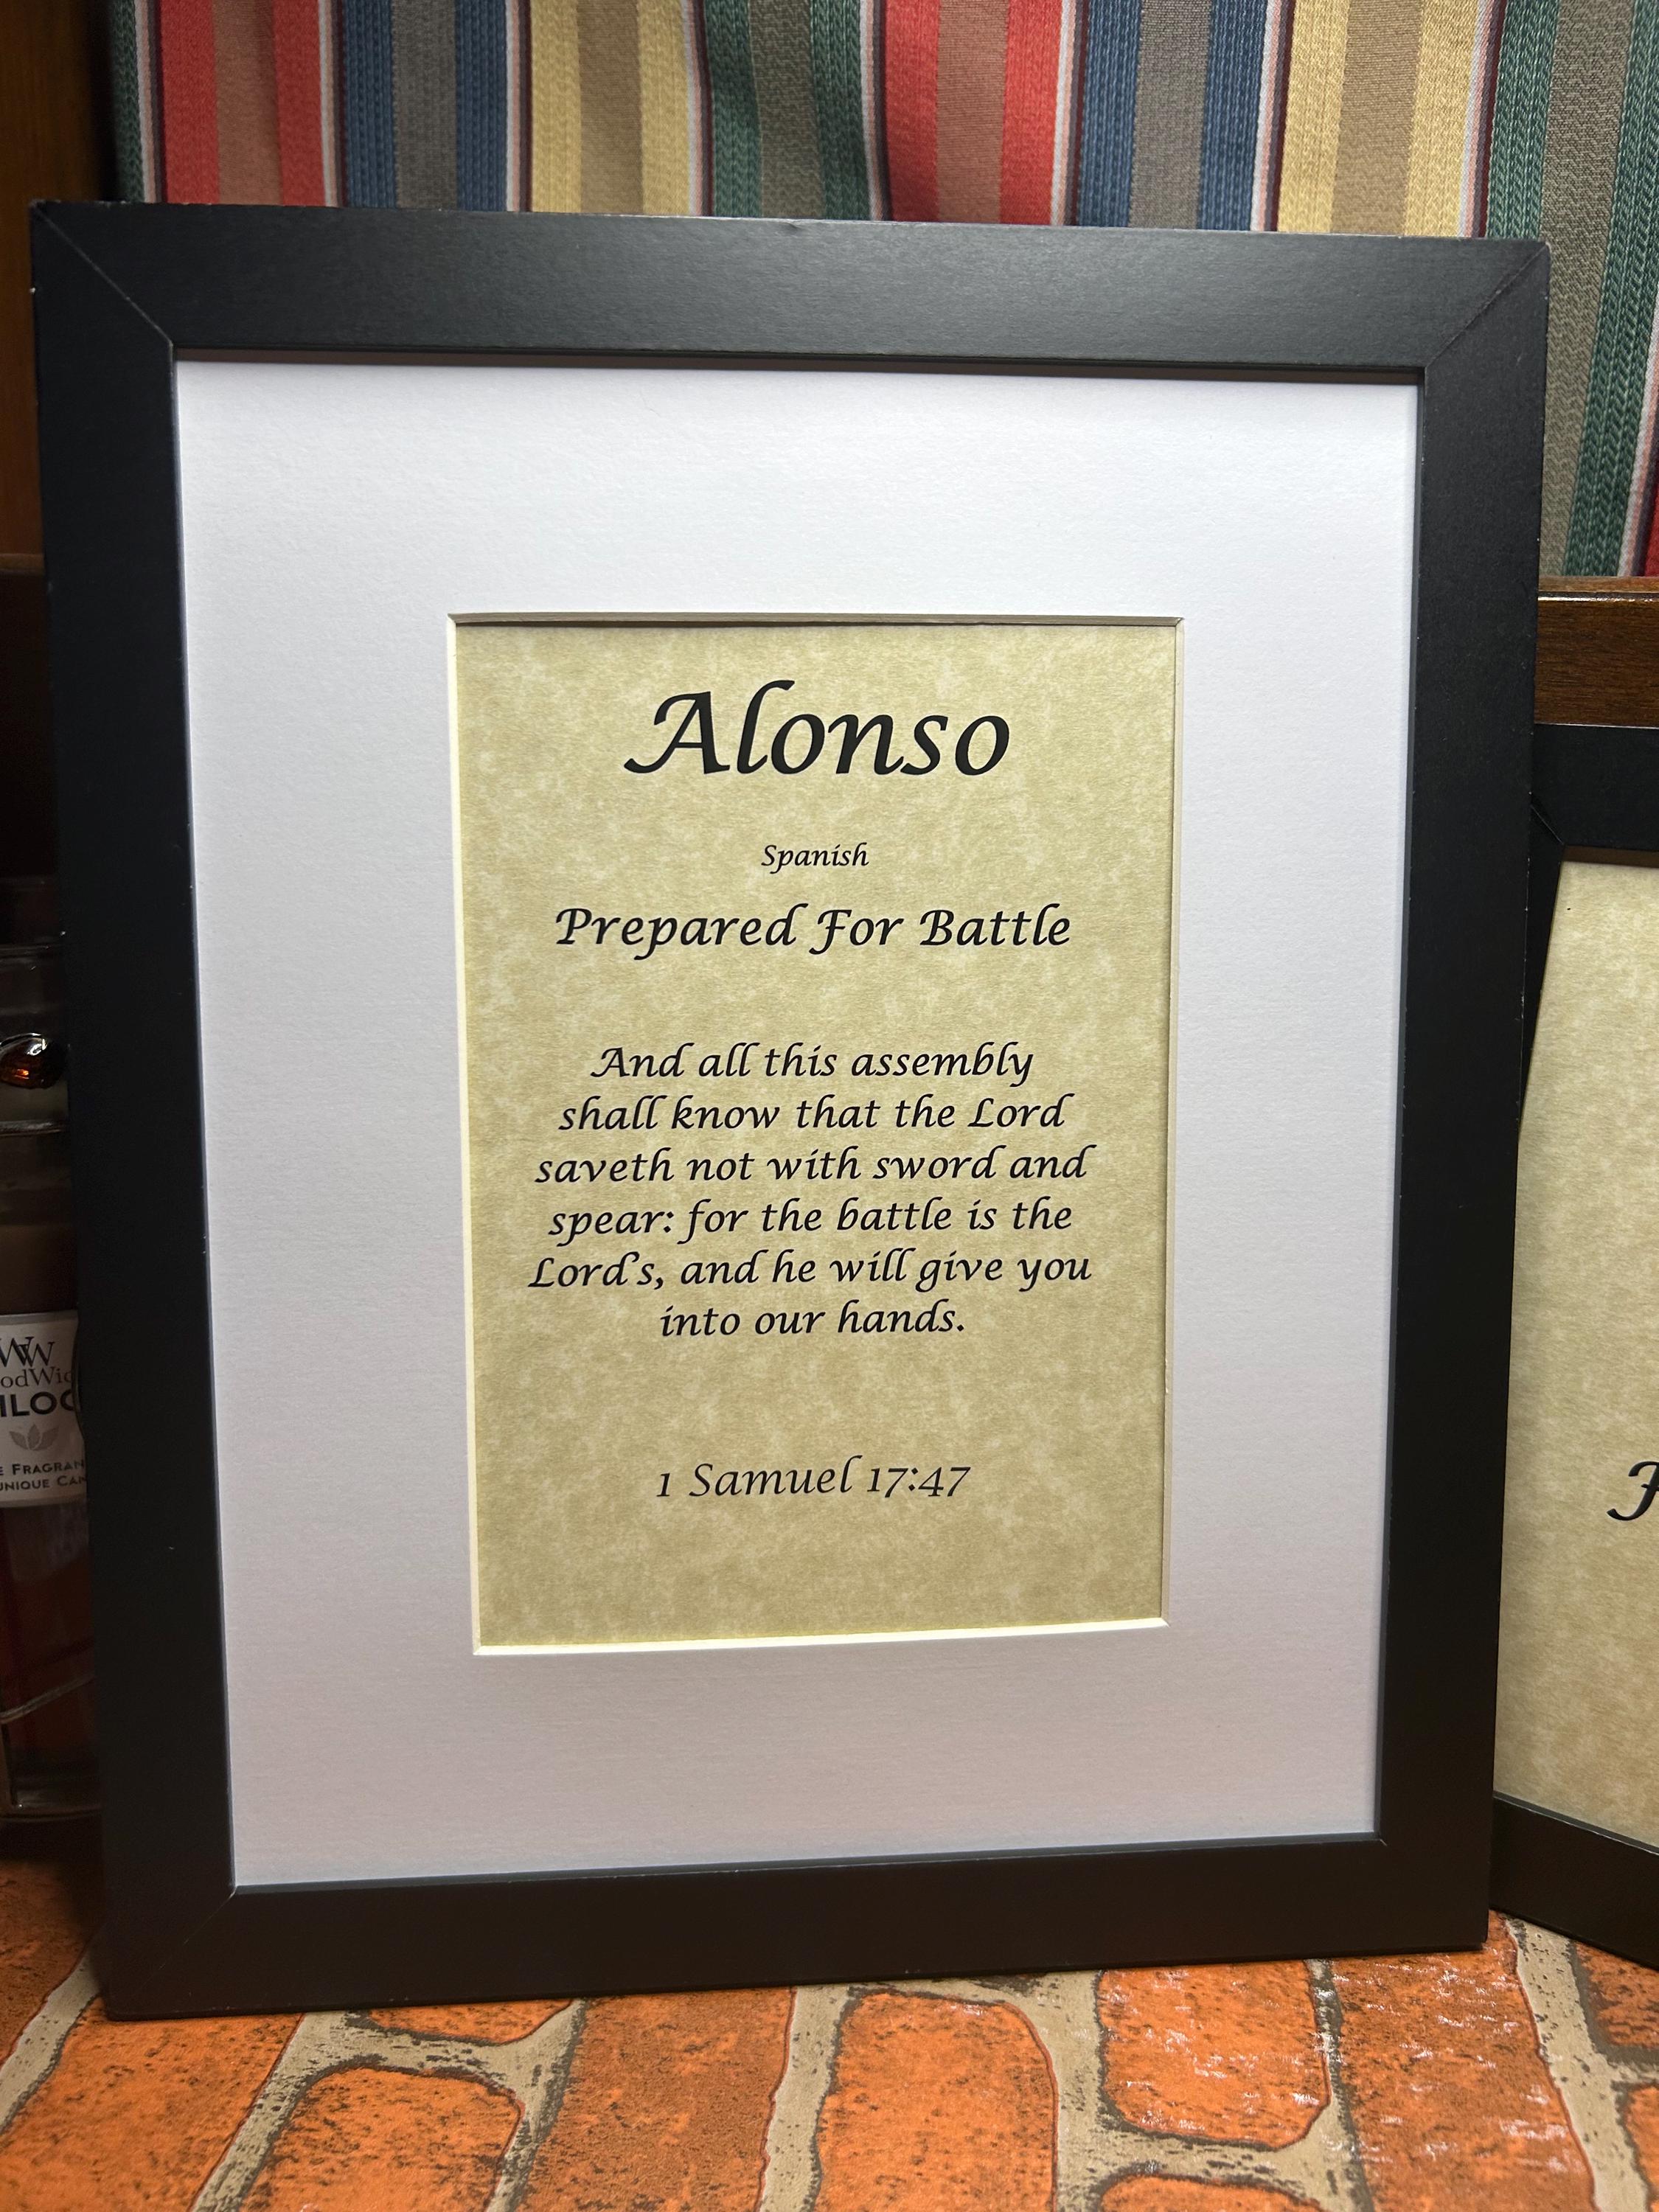 Alonso
Spanish
Prepared For Battle
And all this assembly
shall know that the Lord
saveth not with sword and
spear: for the battle is the
Lord's, and he will give you
into our hands.
1 Samuel 17:47
WW